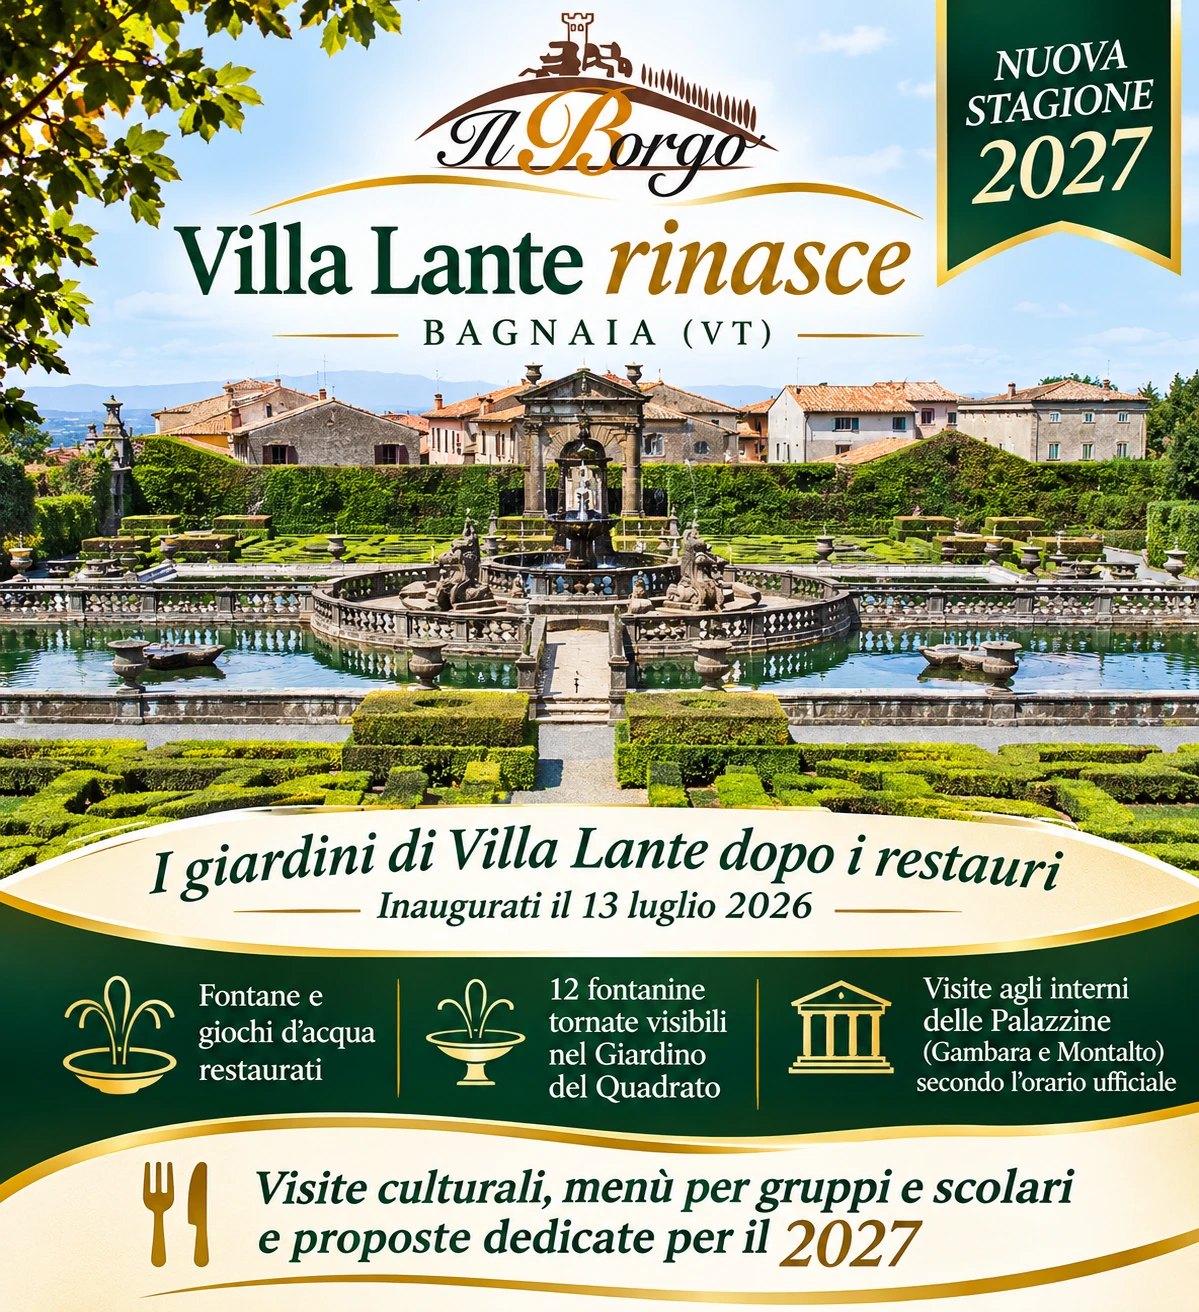 Il Borgo
NUOVA
STAGIONE
2027
Villa Lante rinasce
BAGNAIA (VT)
I giardini di Villa Lante dopo i restauri
Inaugurati il 13 luglio 2026
Fontane e
giochi d'acqua
restaurati
12 fontanine
tornate visibili
nel Giardino
del Quadrato
Visite agli interni
delle Palazzine
(Gambara e Montalto)
secondo l'orario ufficiale
Visite culturali, menù per gruppi e scolari
e proposte dedicate per il 2027